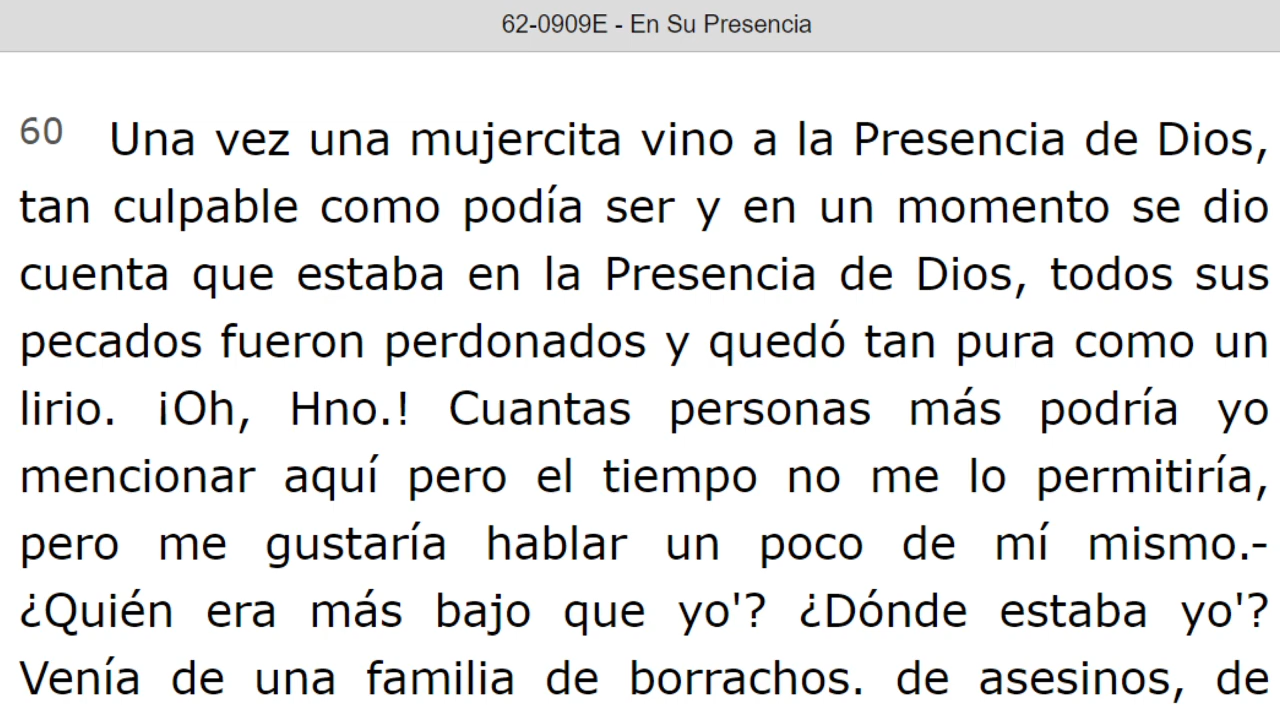 62-0909E - En Su Presencia
60 Una vez una mujercita vino a la Presencia de Dios,
tan culpable como podía ser y en un momento se dio
cuenta que estaba en la Presencia de Dios, todos sus
pecados fueron perdonados y quedó tan pura como un
lirio. ¡Oh, Hno.! Cuantas personas más podría yo
mencionar aquí pero el tiempo no me lo permitiría,
pero me gustaría hablar un poco de mí mismo.-
¿Quién era más bajo que yo'? ¿Dónde estaba yo'?
Venía de una familia de borrachos. de asesinos, de